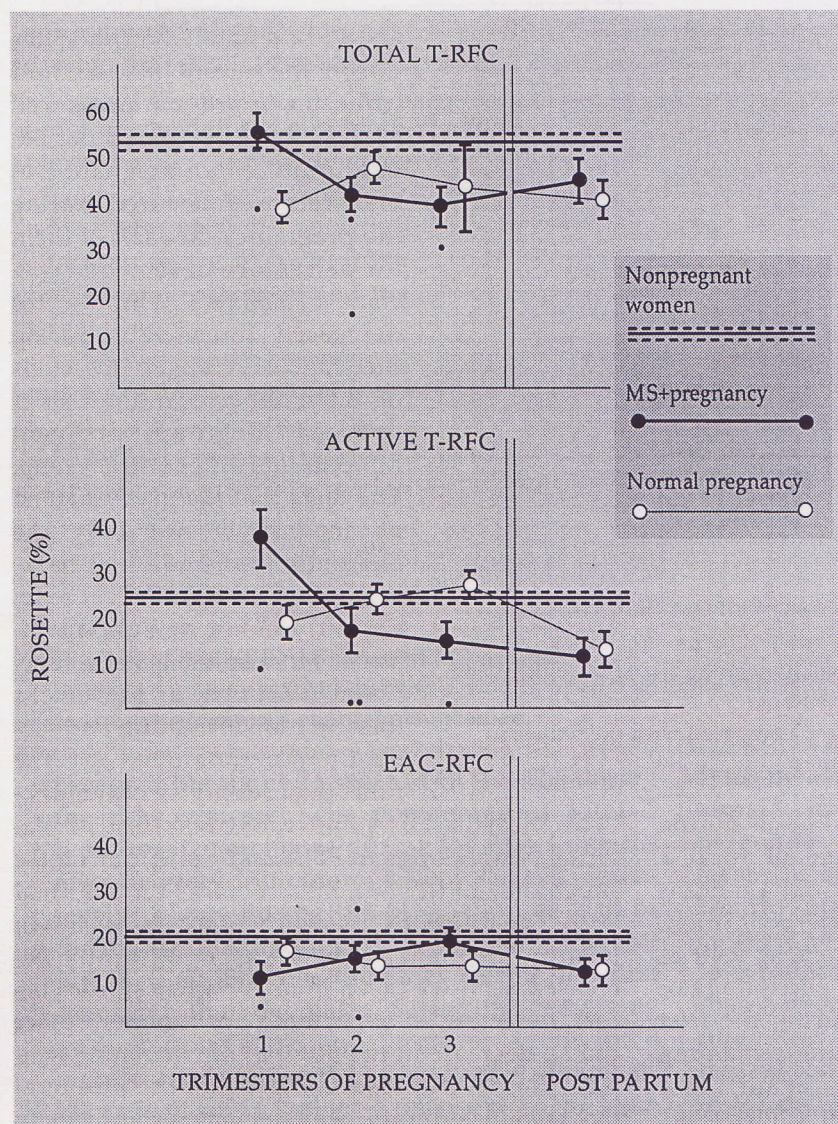 TOTAL T-RFC
60
50
40
30
20
10
Nonpregnant
women
MS+pregnancy
Normal pregnancy
ACTIVE T-RFC
40
30
20
10
ROSETTE (%)
EAC-RFC
40
30
20
10
1 2 3
TRIMESTERS OF PREGNANCY POST PARTUM